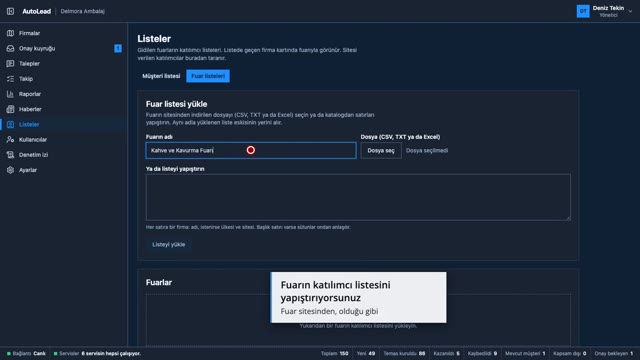 AutoLead
Delmora Ambalaj
DT
Deniz Tekin
Yönetici
Firmalar
Onay kuyruğu
1
Talepler
Takip
Raporlar
Haberler
Listeler
Kullanıcılar
Denetim izi
Ayarlar
Listeler
Gidilen fuarların katılımcı listeleri. Listede geçen firma kartında fuarıyla görünür. Sitesi
verilen katılımcılar buradan taranır.
Müşteri listesi
Fuar listeleri
Fuar listesi yükle
Fuarın sitesinden indirilen dosyayı (CSV, TXT ya da Excel) seçin ya da katalogdan satırları
yapıştırın. Aynı adla yüklenen liste eskisinin yerini alır.
Fuarın adı
Dosya (CSV, TXT ya da Excel)
Kahve ve Kavurma Fuarı
Dosya seç
Dosya seçilmedi
Ya da listeyi yapıştırın
Her satıra bir firma: adı, isterseniz ülkesi ve sitesi. Başlık satırı varsa sütunlar ondan anlaşılır.
Listeyi yükle
Fuarlar
Fuarın katılımcı listesini
yapıştırıyorsunuz
Fuar sitesinden, olduğu gibi
Yukarıdan bir fuarın katılımcı listesini yükleyin.
Bağlantı Canlı
Servisler 6 servisin hepsi çalışıyor.
Toplam 150
Yeni 49
Temas kuruldu 86
Kazanıldı 5
Kaybedildi 9
Mevcut müşteri 1
Kapsam dışı 0
Onay bekleyen 1